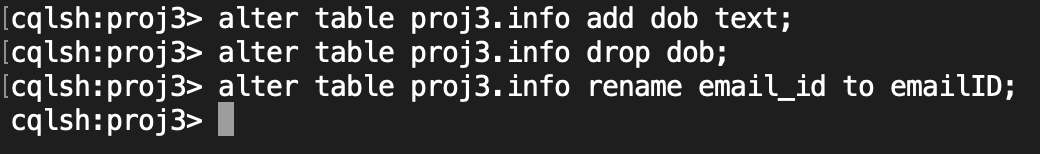 [cqlsh:proj3> alter table proj3.info add dob text;
[cqlsh:proj3> alter table proj3.info drop dob;
[cqlsh:proj3> alter table proj3.info rename email_id to emailID;
cqlsh:proj3>